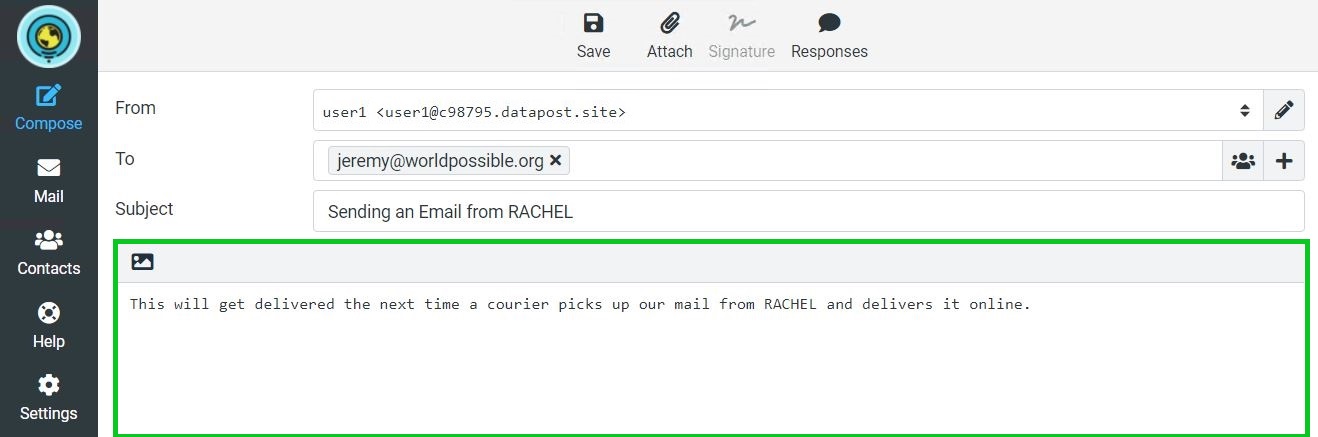 Save
Attach
Signature
Responses
Compose
Mail
Contacts
Help
Settings
From
user1 <user1@c98795.datapost.site>
To
jeremy@worldpossible.org
Subject
Sending an Email from RACHEL
This will get delivered the next time a courier picks up our mail from RACHEL and delivers it online.